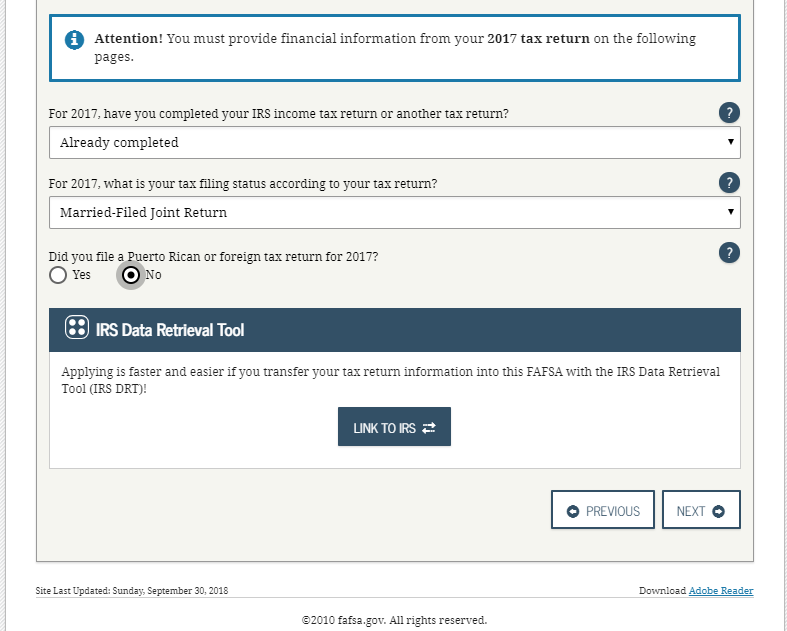 Attention! You must provide financial information from your 2017 tax return on the following
pages.
For 2017, have you completed your IRS income tax return or another tax return?
?
Already completed
For 2017, what is your tax filing status according to your tax return?
?
Married-Filed Joint Return
Did you file a Puerto Rican or foreign tax return for 2017?
?
Yes No
IRS Data Retrieval Tool
Applying is faster and easier if you transfer your tax return information into this FAFSA with the IRS Data Retrieval
Tool (IRS DRT)!
LINK TO IRS
PREVIOUS NEXT
Site Last Updated: Sunday, September 30, 2018
Download Adobe Reader
©2010 fafsa.gov. All rights reserved.